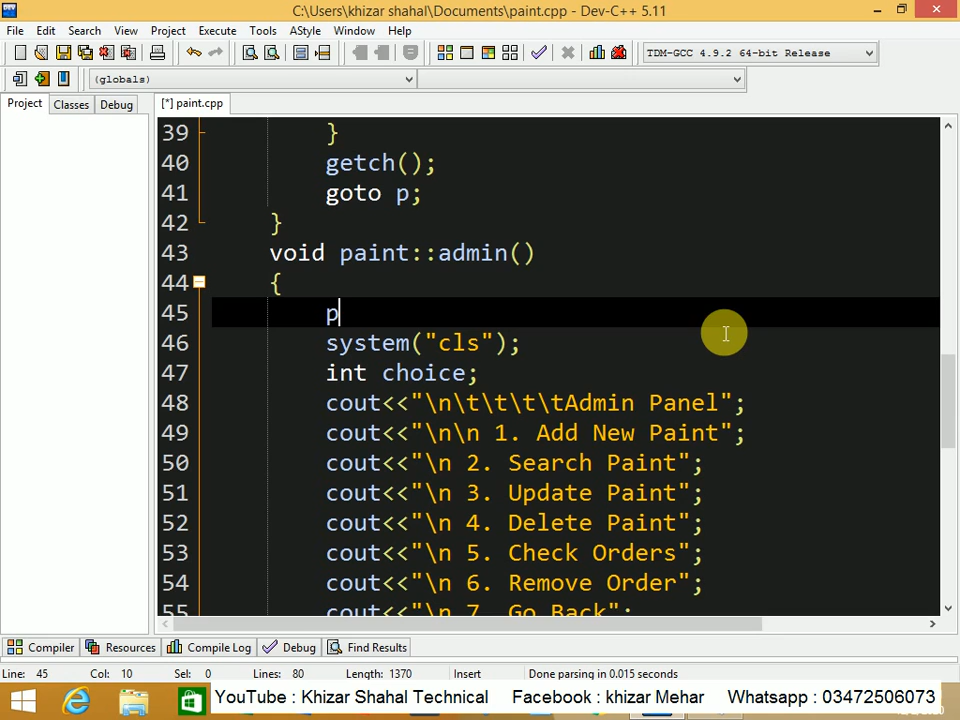 C:\Users\khizar shahal\Documents\paint.cpp - Dev-C++ 5.11
File Edit Search View Project Execute Tools AStyle Window Help
TDM-GCC 4.9.2 64-bit Release
(globals)
Project Classes Debug [*] paint.cpp
39 }
40 getch();
41 goto p;
42 }
43 void paint::admin()
44 {
45 p
46 system("cls");
47 int choice;
48 cout<<"\n\t\t\t\tAdmin Panel";
49 cout<<"\n\n 1. Add New Paint";
50 cout<<"\n 2. Search Paint";
51 cout<<"\n 3. Update Paint";
52 cout<<"\n 4. Delete Paint";
53 cout<<"\n 5. Check Orders";
54 cout<<"\n 6. Remove Order";
55 cout<<"\n 7. Go Back";
Compiler Resources Compile Log Debug Find Results
Line: 45 Col: 10 Sel: 0 Lines: 80 Length: 1370 Insert Done parsing in 0.015 seconds
YouTube : Khizar Shahal Technical Facebook : khizar Mehar Whatsapp : 03472506073